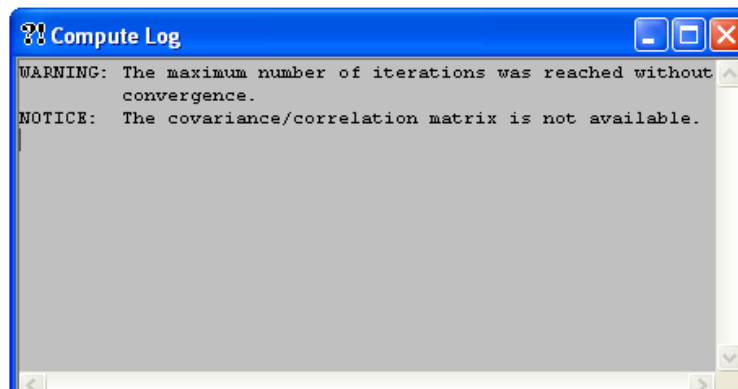 ?! Compute Log
WARNING: The maximum number of iterations was reached without
convergence.
NOTICE: The covariance/correlation matrix is not available.